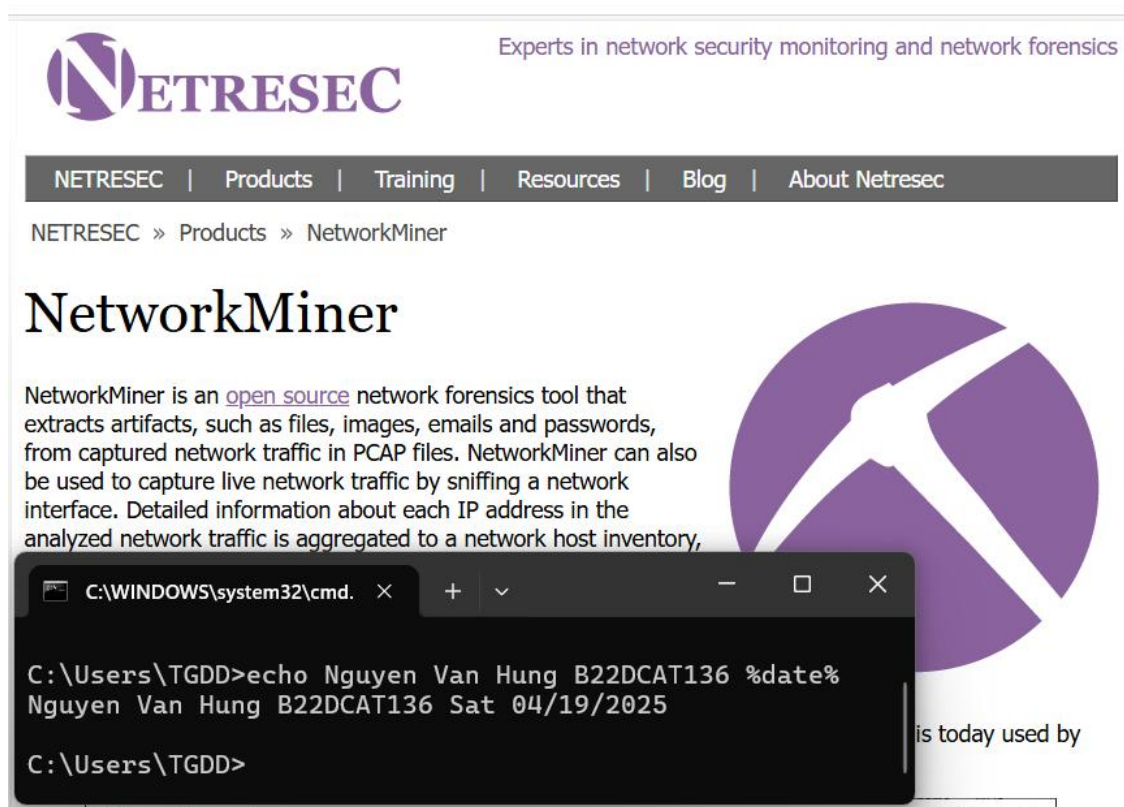 Experts in network security monitoring and network forensics
NETRESEC
NETRESEC | Products | Training | Resources | Blog | About Netresec
NETRESEC » Products » NetworkMiner
NetworkMiner
NetworkMiner is an open source network forensics tool that
extracts artifacts, such as files, images, emails and passwords,
from captured network traffic in PCAP files. NetworkMiner can also
be used to capture live network traffic by sniffing a network
interface. Detailed information about each IP address in the
analyzed network traffic is aggregated to a network host inventory,
C:\WINDOWS\system32\cmd.
C:\Users\TGDD>echo Nguyen Van Hung B22DCAT136 %date%
Nguyen Van Hung B22DCAT136 Sat 04/19/2025
is today used by
C:\Users\TGDD>